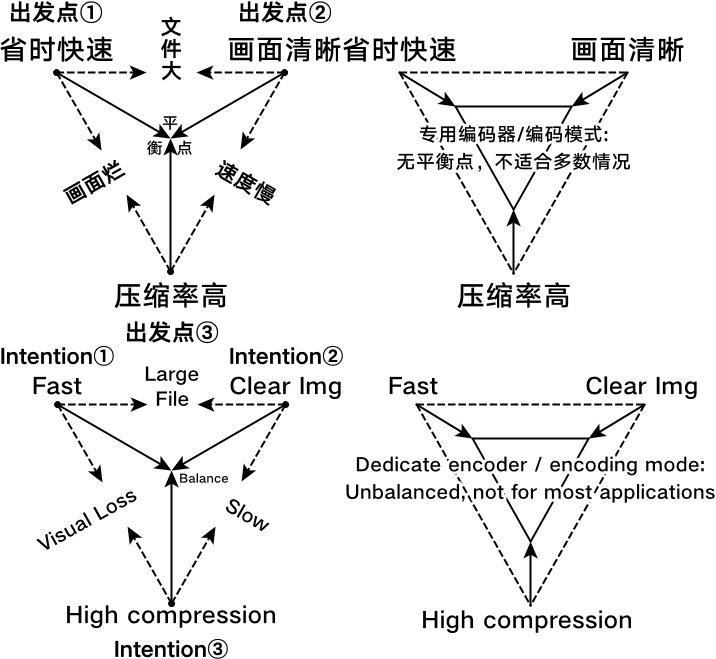 出发点①
出发点②
省时快速
文件大
画面清晰
平
衡点
画面烂
速度慢
压缩率高
出发点③
省时快速
画面清晰
专用编码器/编码模式:
无平衡点，不适合多数情况
压缩率高
Intention①
Intention②
Fast
Large
File
Clear Img
Balance
Visual Loss
Slow
High compression
Intention③
Fast
Clear Img
Dedicate encoder / encoding mode:
Unbalanced, not for most applications
High compression